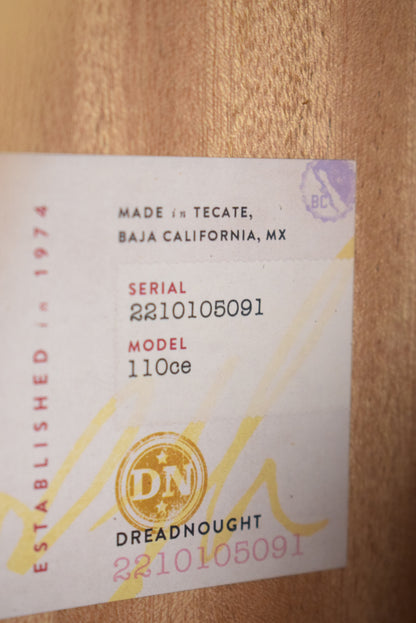 ESTABLISHED in 1974
MADE in TECATE,
BAJA CALIFORNIA, MX
BC
SERIAL
2210105091
MODEL
110ce
DN
DREADNOUGHT
2210105091